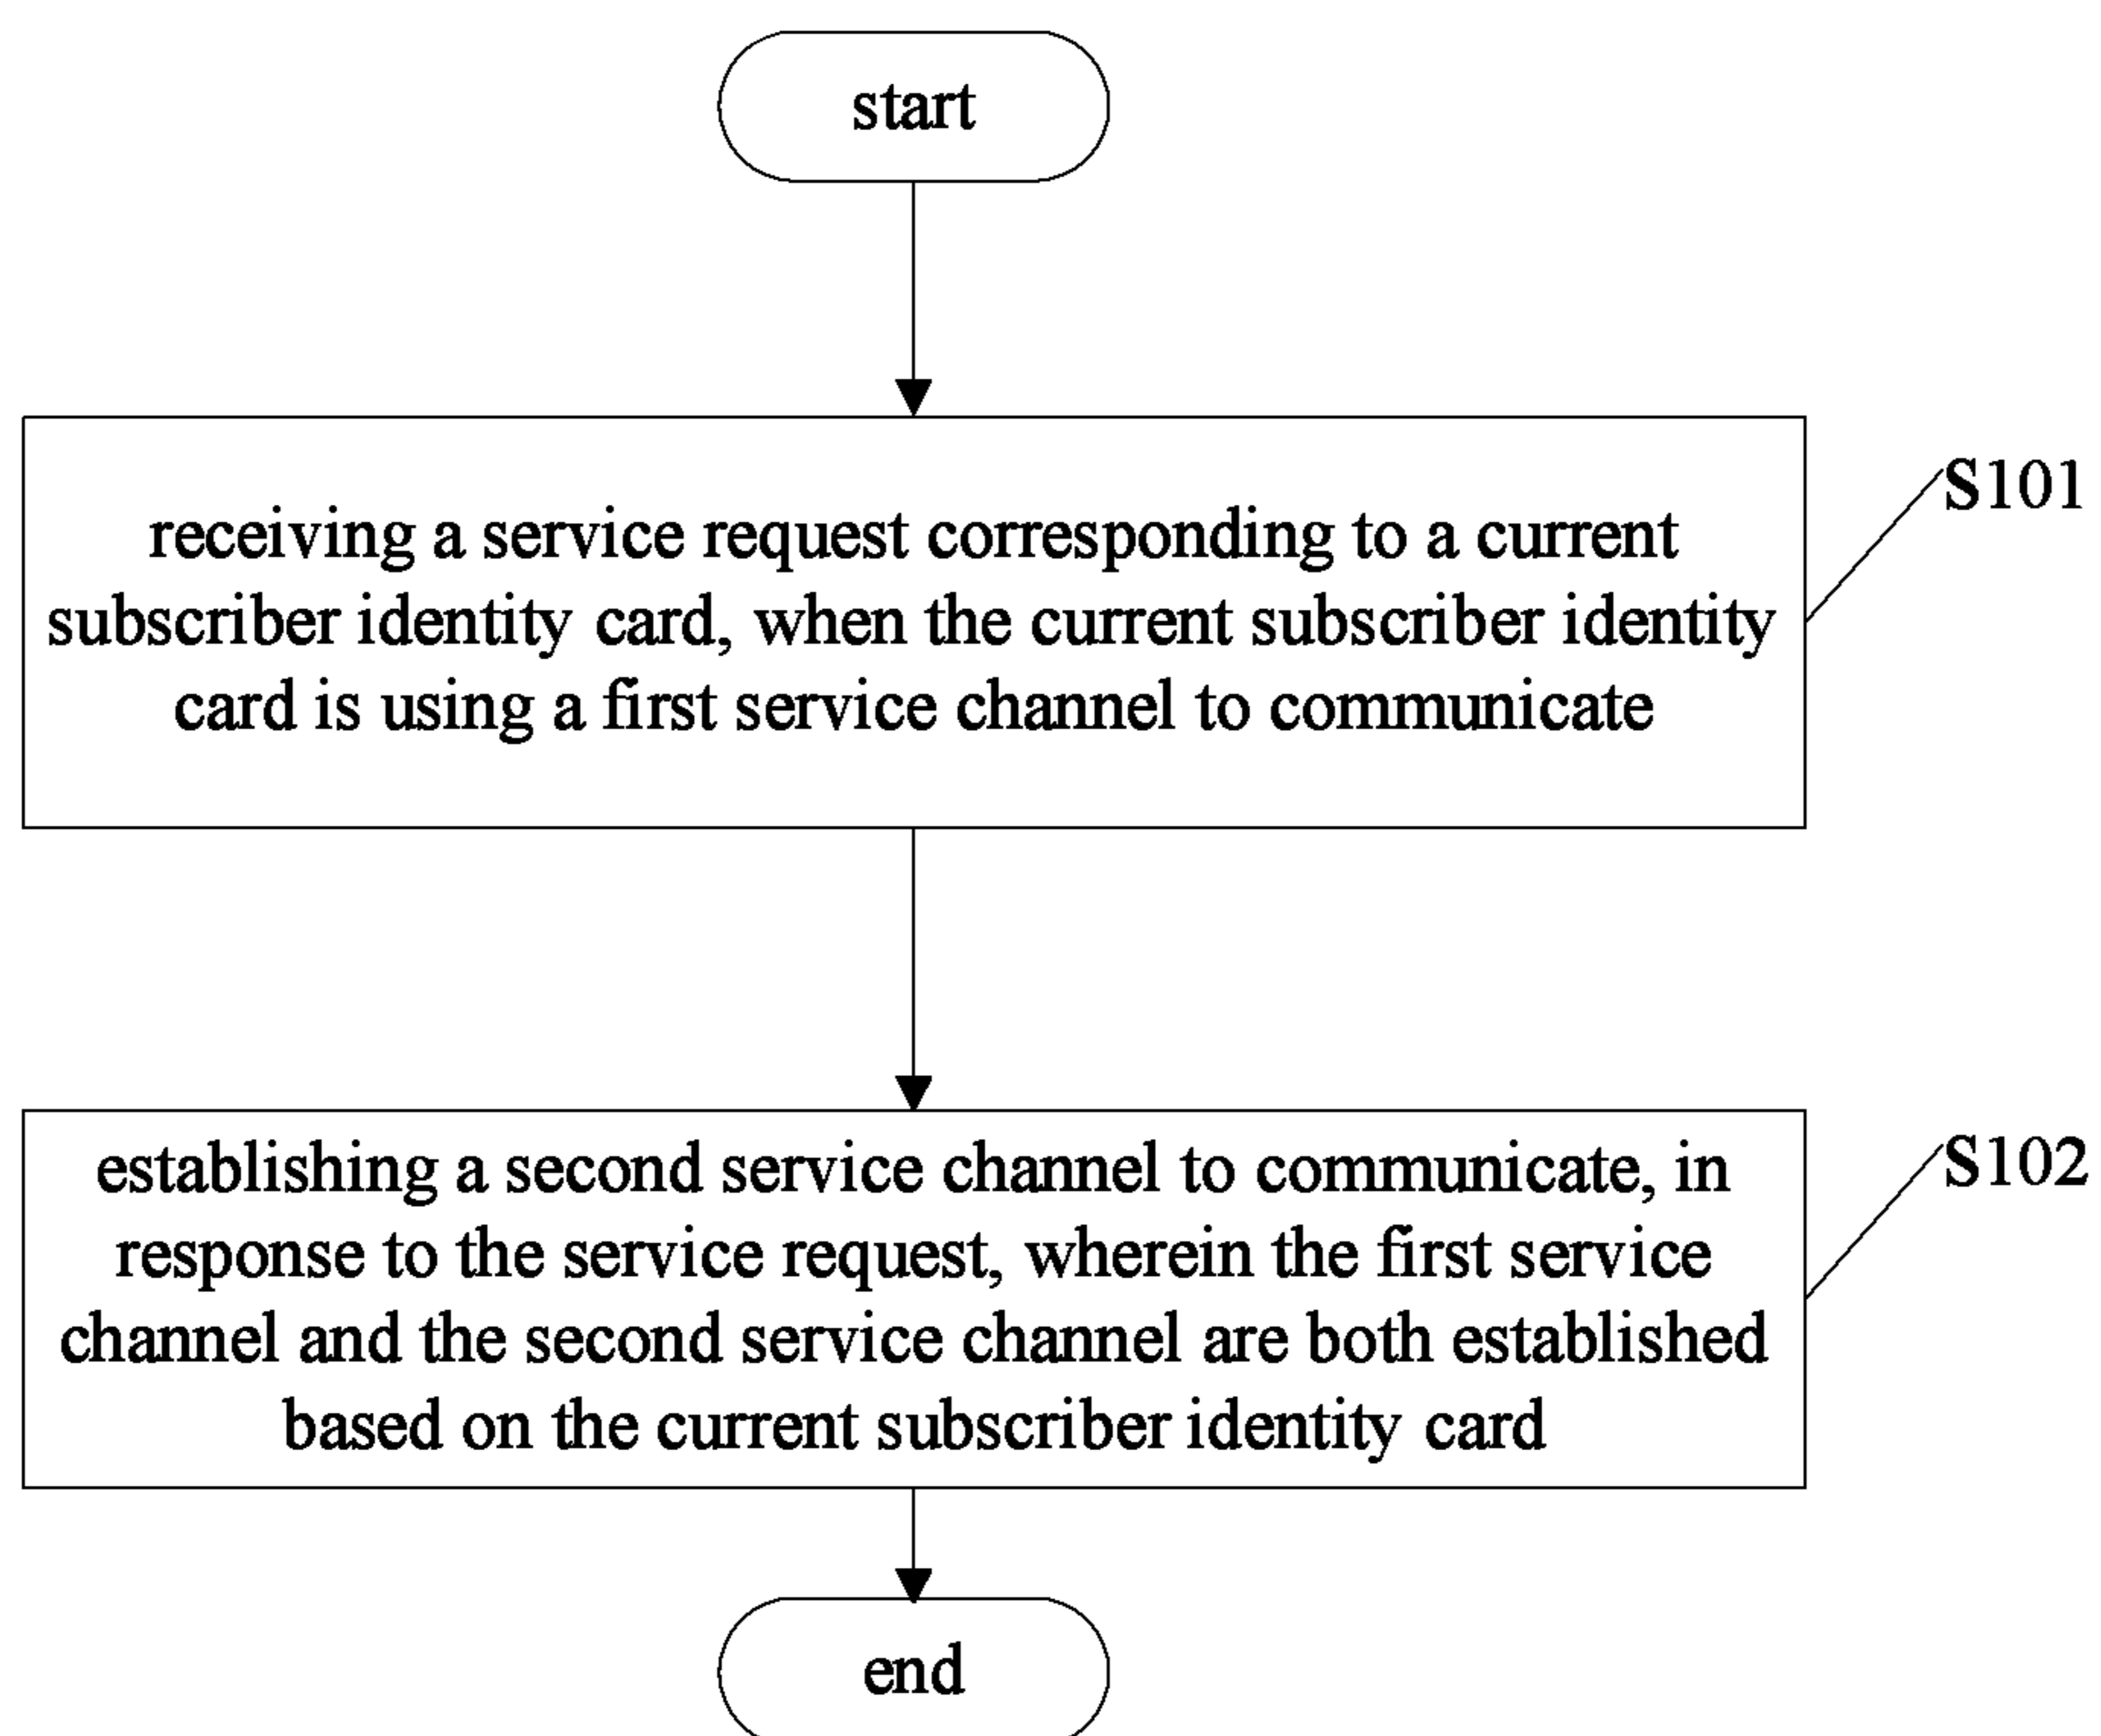 start
S101
receiving a service request corresponding to a current
subscriber identity card, when the current subscriber identity
card is using a first service channel to communicate
S102
establishing a second service channel to communicate, in
response to the service request, wherein the first service
channel and the second service channel are both established
based on the current subscriber identity card
end